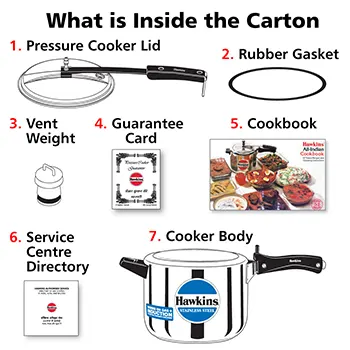 What is Inside the Carton
1. Pressure Cooker Lid
2. Rubber Gasket
3. Vent
Weight
4. Guarantee
Card
5. Cookbook
Hawkins
All-Indian
Cookbook
Hawkins
6. Service
Centre
Directory
Hawkins
7. Cooker Body
Hawkins
Hawkins
STAINLESS STEEL